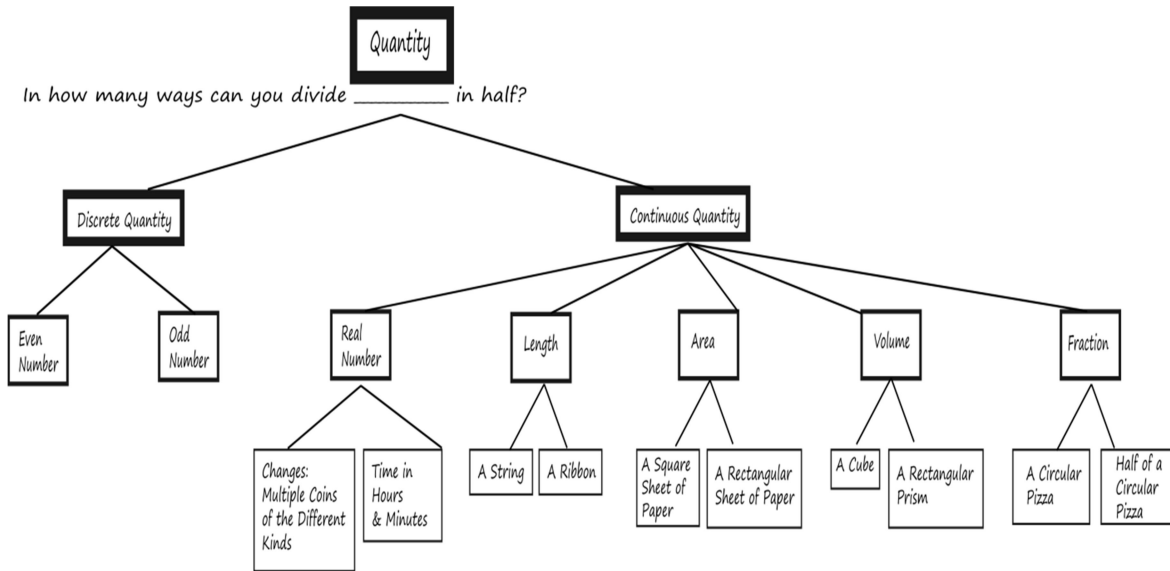 Quantity
In how many ways can you divide __________ in half?
Discrete Quantity
Continuous Quantity
Even
Number
Odd
Number
Real
Number
Length
Area
Volume
Fraction
Changes:
Multiple Coins
of the Different
Kinds
Time in
Hours
& Minutes
A String
A Ribbon
A Square
Sheet of
Paper
A Rectangular
Sheet of Paper
A Cube
A Rectangular
Prism
A Circular
Pizza
Half of a
Circular
Pizza